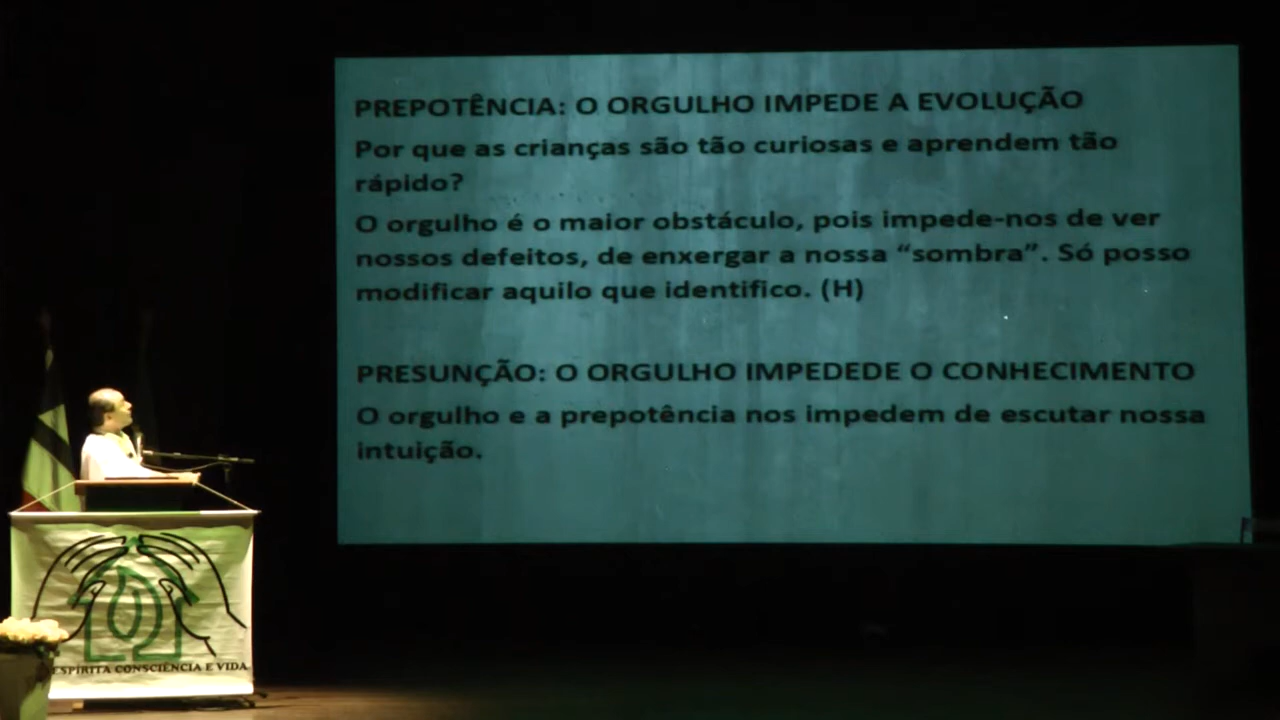 PREPOTÊNCIA: O ORGULHO IMPEDE A EVOLUÇÃO
Por que as crianças são tão curiosas e aprendem tão
rápido?
O orgulho é o maior obstáculo, pois impede-nos de ver
nossos defeitos, de enxergar a nossa “sombra”. Só posso
modificar aquilo que identifico. (H)
PRESUNÇÃO: O ORGULHO IMPEDEDE O CONHECIMENTO
O orgulho e a prepotência nos impedem de escutar nossa
intuição.
ESPÍRITA CONSCIÊNCIA E VIDA